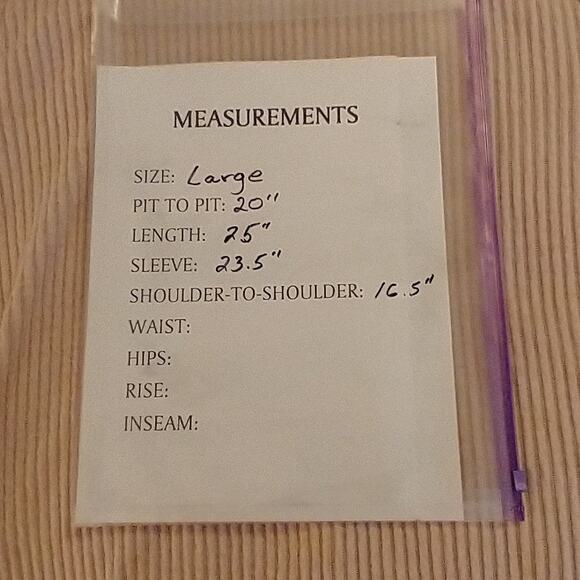 MEASUREMENTS
SIZE: Large
PIT TO PIT: 20"
LENGTH: 25"
SLEEVE: 23.5"
SHOULDER-TO-SHOULDER: 16.5"
WAIST:
HIPS:
RISE:
INSEAM: